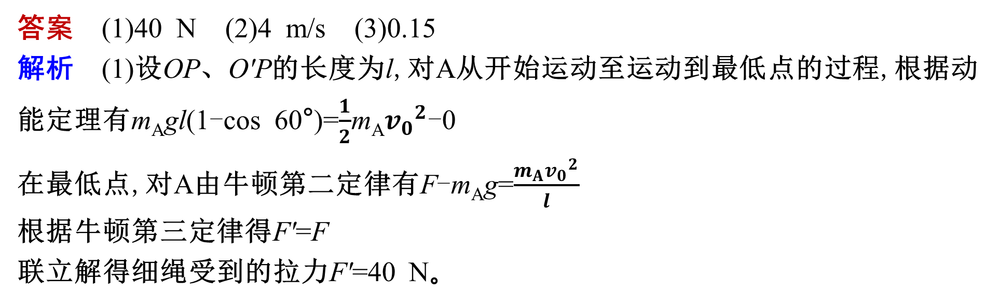 答案 (1)40 N (2)4 m/s (3)0.15
解析 (1)设OP、O'P的长度为l, 对A从开始运动至运动到最低点的过程, 根据动
能定理有m_Agl(1-cos 60°)=\frac{1}{2}m_Av_0^2-0
在最低点, 对A由牛顿第二定律有F-m_Ag=\frac{m_Av_0^2}{l}
根据牛顿第三定律得F'=F
联立解得细绳受到的拉力F'=40 N。